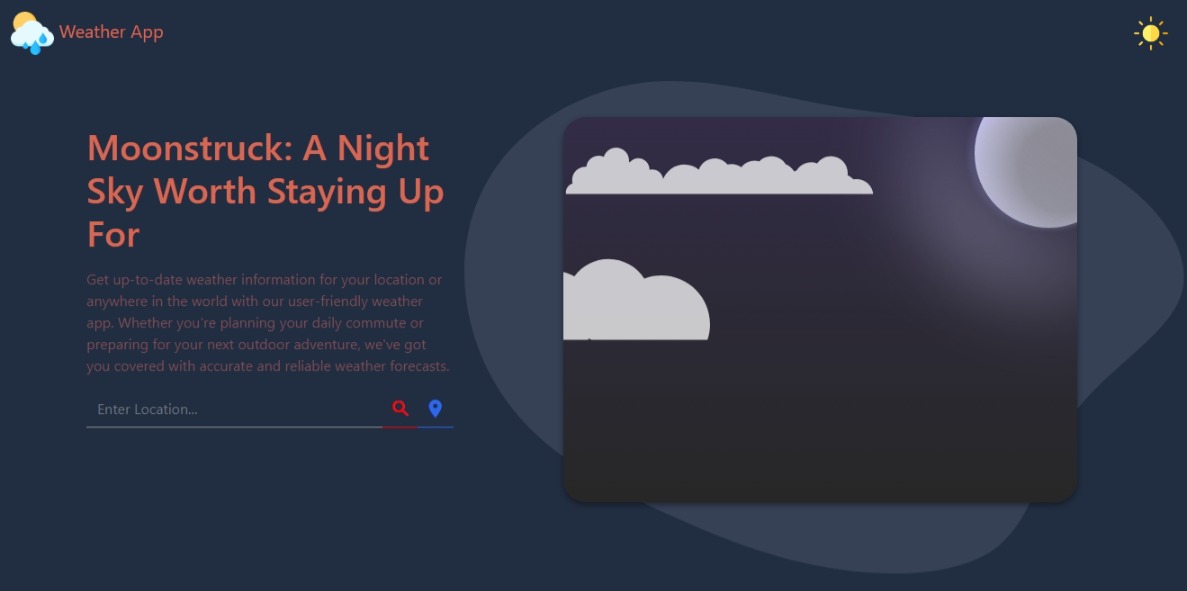 Weather App
Moonstruck: A Night
Sky Worth Staying Up
For
Get up-to-date weather information for your location or
anywhere in the world with our user-friendly weather
app. Whether you're planning your daily commute or
preparing for your next outdoor adventure, we've got
you covered with accurate and reliable weather forecasts.
Enter Location...